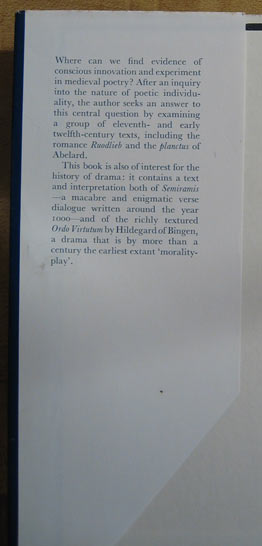 Where can we find evidence of
conscious innovation and experiment
in medieval poetry? After an inquiry
into the nature of poetic individu-
ality, the author seeks an answer to
this central question by examining
a group of eleventh- and early
twelfth-century texts, including the
romance Ruodlieb and the planctus of
Abelard.
This book is also of interest for the
history of drama: it contains a text
and interpretation both of Semiramis
—a macabre and enigmatic verse
dialogue written around the year
1000—and of the richly textured
Ordo Virtutum by Hildegard of Bingen,
a drama that is by more than a
century the earliest extant ‘morality-
play’.